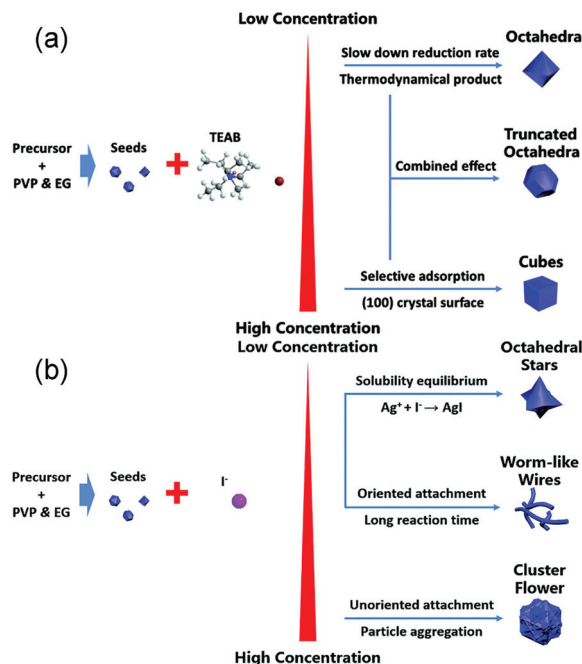 (a)
Low Concentration
Octahedra
Slow down reduction rate
Thermodynamical product
Truncated
Octahedra
Precursor
+
PVP & EG
Seeds
+
TEAB
Combined effect
Cubes
Selective adsorption
(100) crystal surface
High Concentration
(b)
Low Concentration
Octahedral
Stars
Solubility equilibrium
Ag⁺ + I⁻ → AgI
Precursor
+
PVP & EG
Seeds
+
I⁻
Worm-like
Wires
Oriented attachment
Long reaction time
Cluster
Flower
Unoriented attachment
Particle aggregation
High Concentration